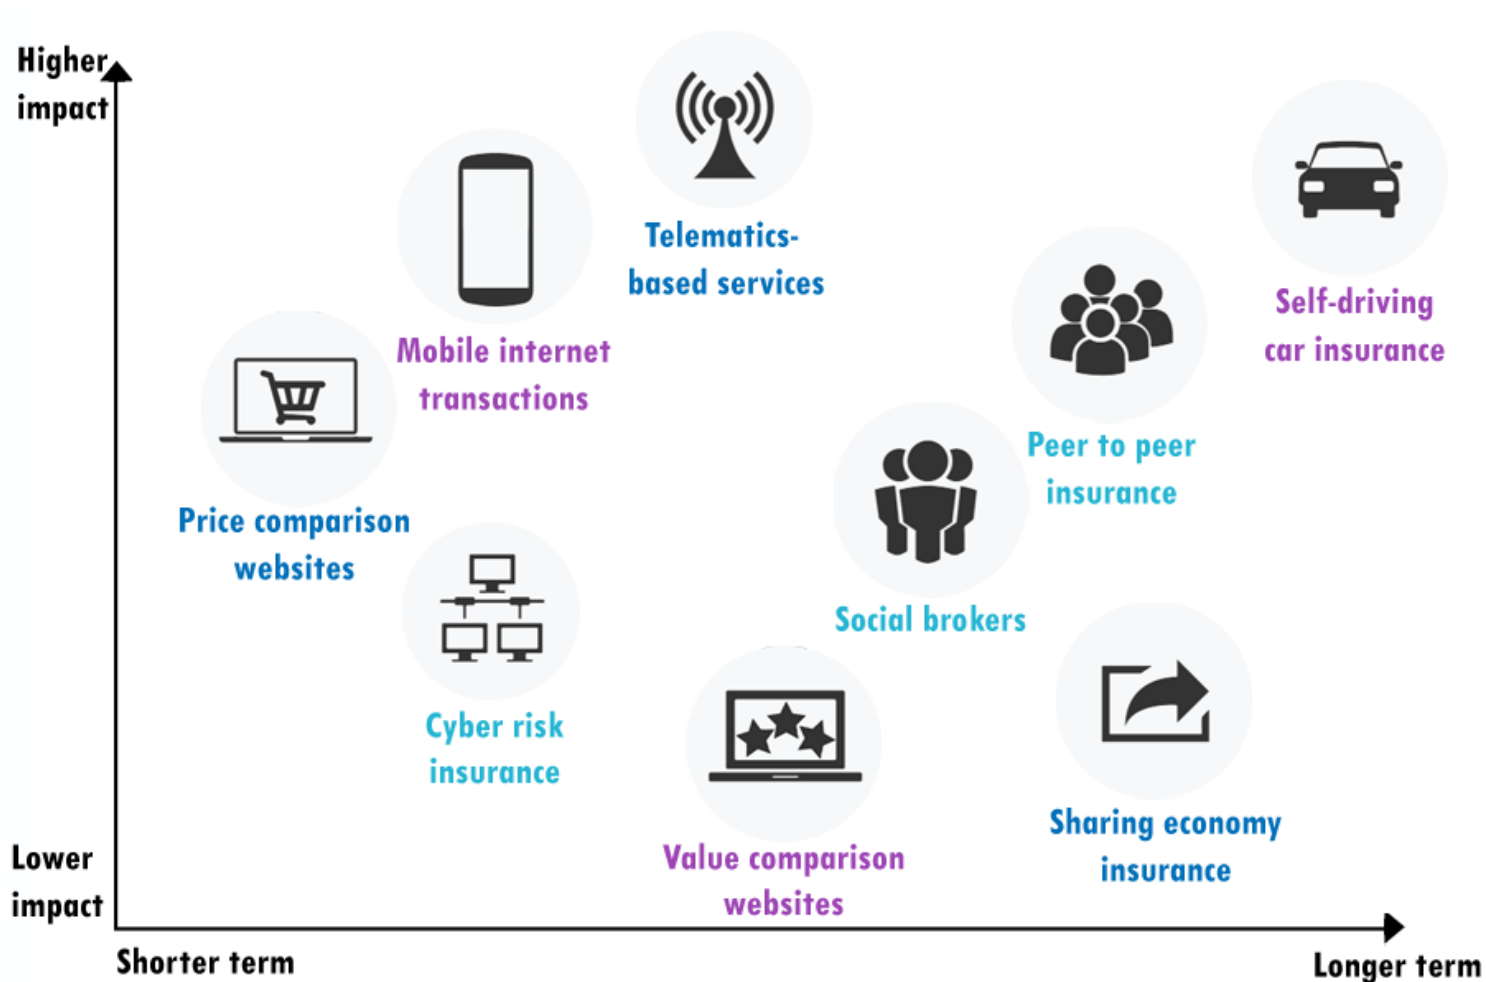 Higher
impact
Telematics-
based services
Mobile internet
transactions
Self-driving
car insurance
Peer to peer
insurance
Price comparison
websites
Social brokers
Cyber risk
insurance
Sharing economy
insurance
Value comparison
websites
Lower
impact
Shorter term
Longer term